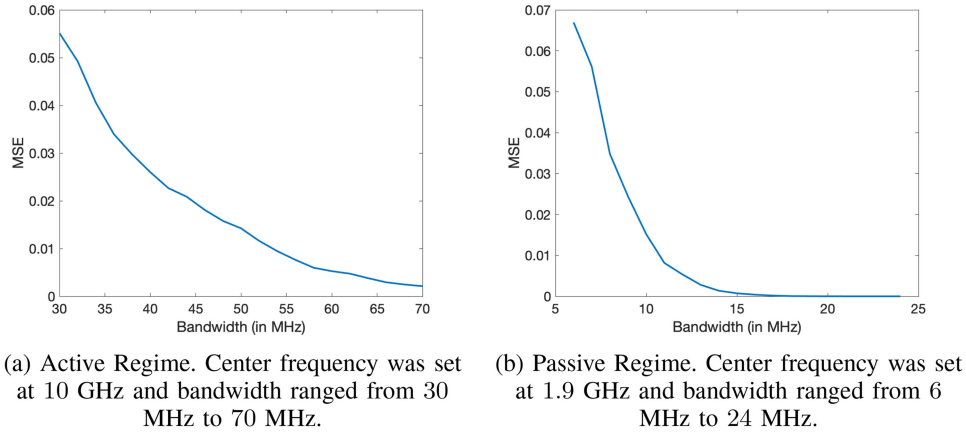 0.06
0.05
0.04
0.03
0.02
0.01
0
MSE
30 35 40 45 50 55 60 65 70
Bandwidth (in MHz)
(a) Active Regime. Center frequency was set
at 10 GHz and bandwidth ranged from 30
MHz to 70 MHz.
0.07
0.06
0.05
0.04
0.03
0.02
0.01
0
MSE
5 10 15 20 25
Bandwidth (in MHz)
(b) Passive Regime. Center frequency was set
at 1.9 GHz and bandwidth ranged from 6
MHz to 24 MHz.